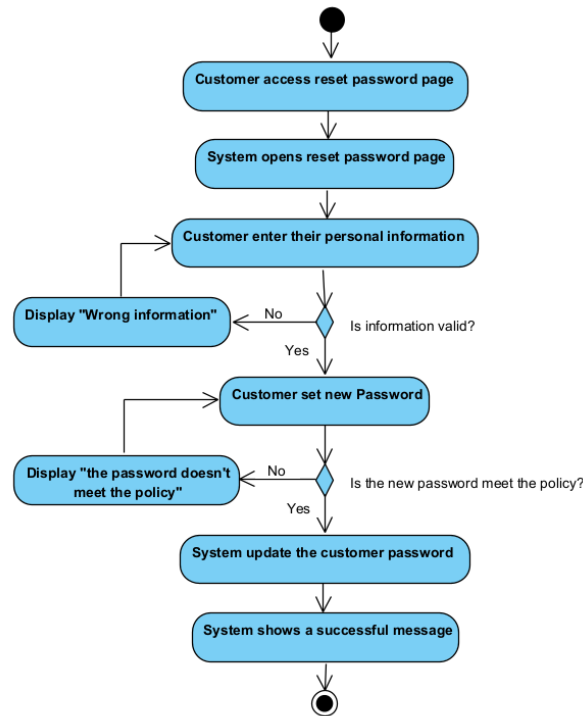 Customer access reset password page
System opens reset password page
Customer enter their personal information
Display "Wrong information"
No
Is information valid?
Yes
Customer set new Password
Display "the password doesn't
meet the policy"
No
Is the new password meet the policy?
Yes
System update the customer password
System shows a successful message